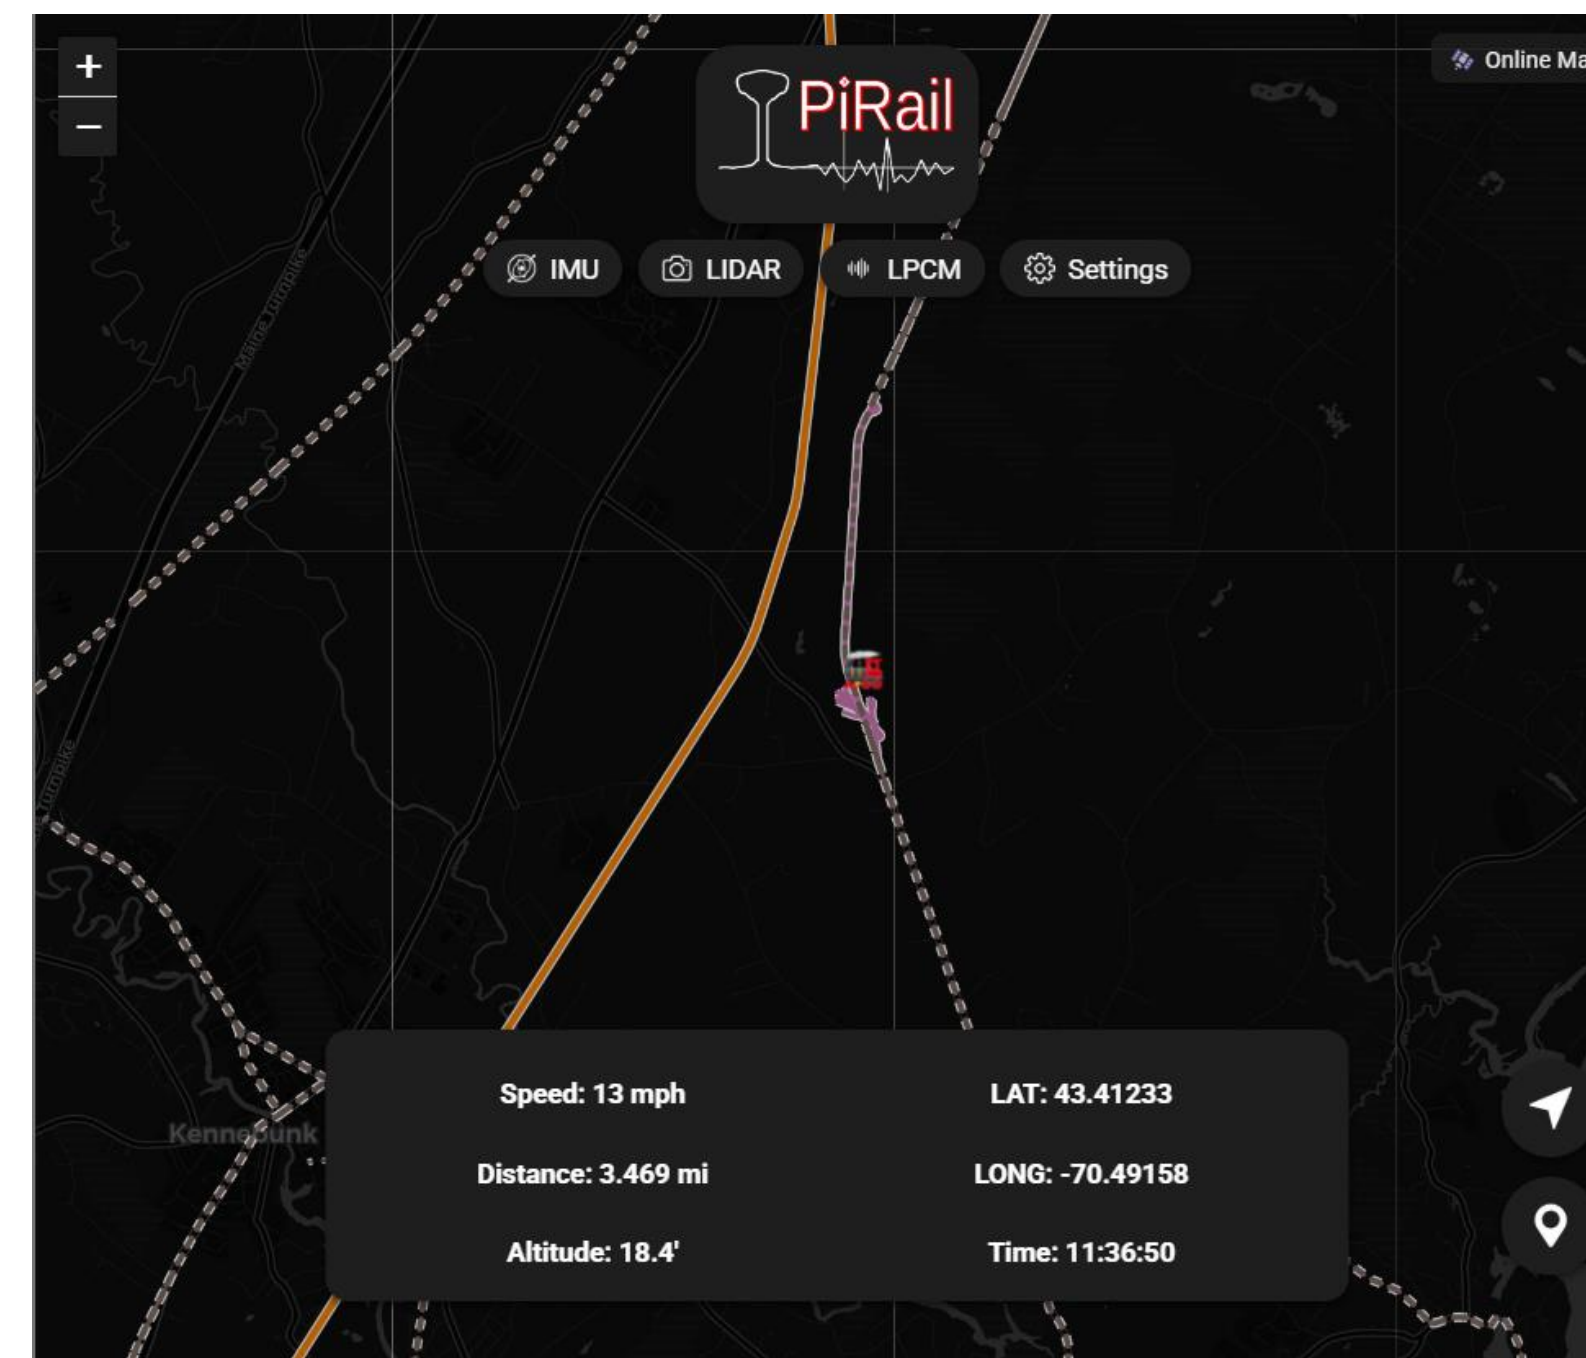 +
Online Ma
−
PiRail
IMU
LIDAR
LPCM
Settings
Maine Turnpike
Turnpike
Kennebunk
Speed: 13 mph
LAT: 43.41233
Distance: 3.469 mi
LONG: -70.49158
Altitude: 18.4'
Time: 11:36:50